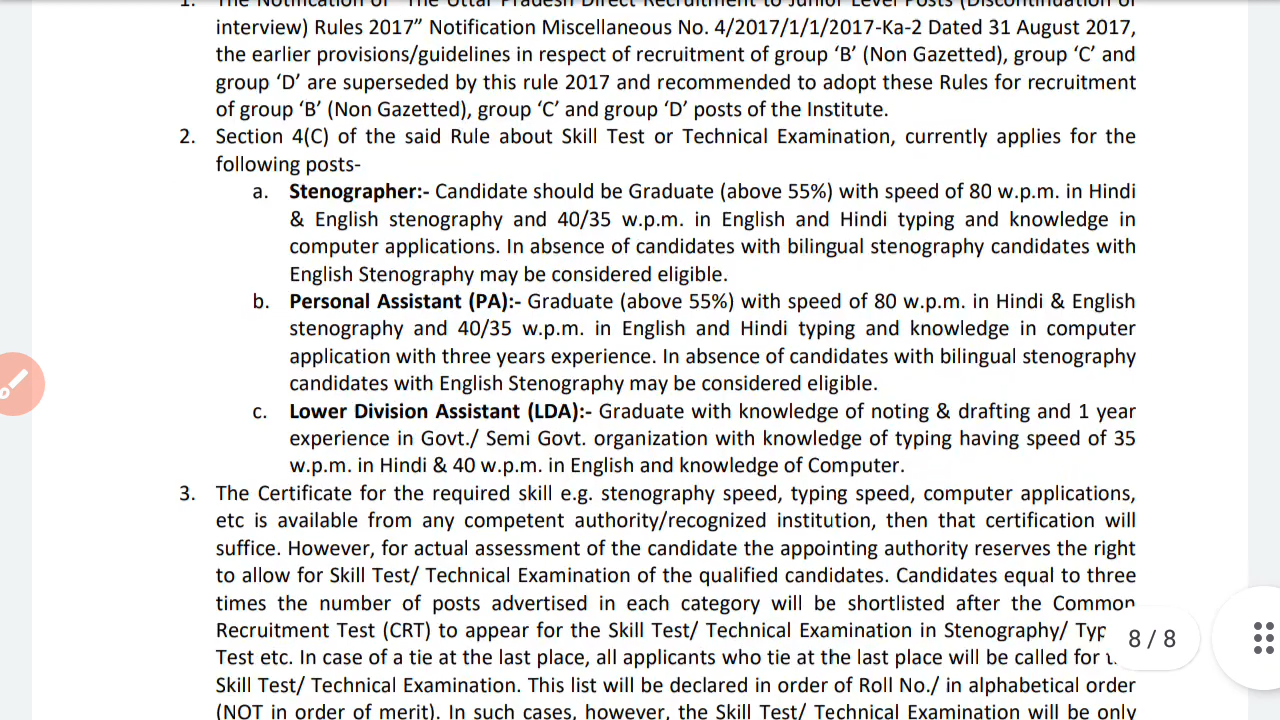 1. The Notification of "The Uttar Pradesh Direct Recruitment to Junior Level Posts (Discontinuation of
interview) Rules 2017” Notification Miscellaneous No. 4/2017/1/1/2017-Ka-2 Dated 31 August 2017,
the earlier provisions/guidelines in respect of recruitment of group ‘B’ (Non Gazetted), group ‘C’ and
group ‘D’ are superseded by this rule 2017 and recommended to adopt these Rules for recruitment
of group ‘B’ (Non Gazetted), group ‘C’ and group ‘D’ posts of the Institute.
2. Section 4(C) of the said Rule about Skill Test or Technical Examination, currently applies for the
following posts-
a. Stenographer:- Candidate should be Graduate (above 55%) with speed of 80 w.p.m. in Hindi
& English stenography and 40/35 w.p.m. in English and Hindi typing and knowledge in
computer applications. In absence of candidates with bilingual stenography candidates with
English Stenography may be considered eligible.
b. Personal Assistant (PA):- Graduate (above 55%) with speed of 80 w.p.m. in Hindi & English
stenography and 40/35 w.p.m. in English and Hindi typing and knowledge in computer
application with three years experience. In absence of candidates with bilingual stenography
candidates with English Stenography may be considered eligible.
c. Lower Division Assistant (LDA):- Graduate with knowledge of noting & drafting and 1 year
experience in Govt./ Semi Govt. organization with knowledge of typing having speed of 35
w.p.m. in Hindi & 40 w.p.m. in English and knowledge of Computer.
3. The Certificate for the required skill e.g. stenography speed, typing speed, computer applications,
etc is available from any competent authority/recognized institution, then that certification will
suffice. However, for actual assessment of the candidate the appointing authority reserves the right
to allow for Skill Test/ Technical Examination of the qualified candidates. Candidates equal to three
times the number of posts advertised in each category will be shortlisted after the Common
Recruitment Test (CRT) to appear for the Skill Test/ Technical Examination in Stenography/ Typ
8 / 8
Test etc. In case of a tie at the last place, all applicants who tie at the last place will be called for
Skill Test/ Technical Examination. This list will be declared in order of Roll No./ in alphabetical order
(NOT in order of merit). In such cases, however, the Skill Test/ Technical Examination will be only